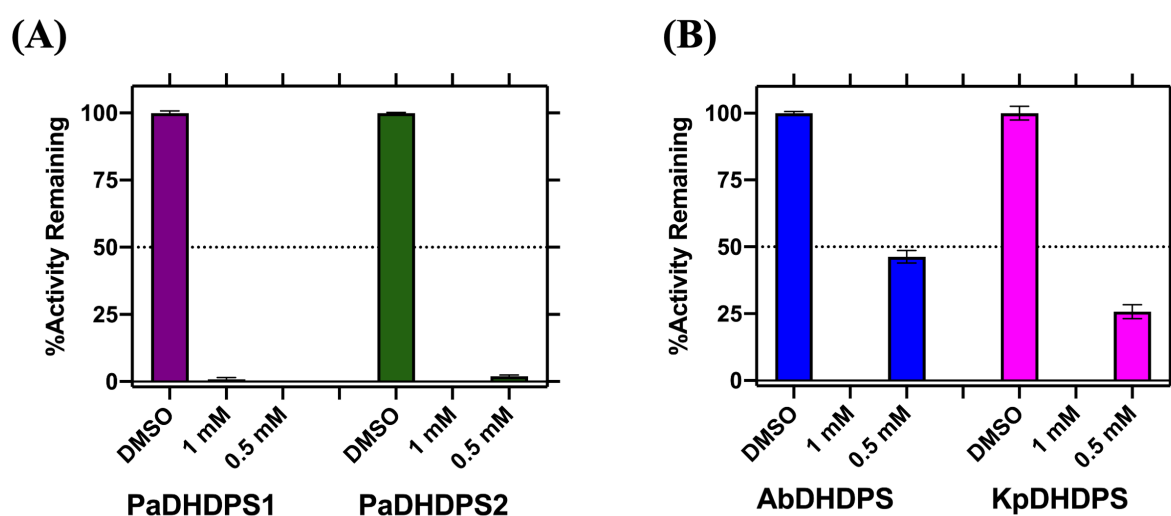 (A)
%Activity Remaining
100
75
50
25
0
DMSO
1 mM
0.5 mM
DMSO
1 mM
0.5 mM
PaDHDPS1
PaDHDPS2
(B)
%Activity Remaining
100
75
50
25
0
DMSO
1 mM
0.5 mM
DMSO
1 mM
0.5 mM
AbDHDPS
KpDHDPS